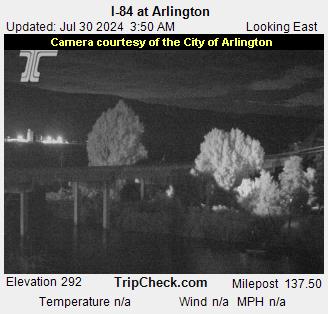 I-84 at Arlington
Updated: Jul 30 2024 3:50 AM Looking East
Camera courtesy of the City of Arlington
Elevation 292 TripCheck.com Milepost 137.50
Temperature n/a Wind n/a MPH n/a